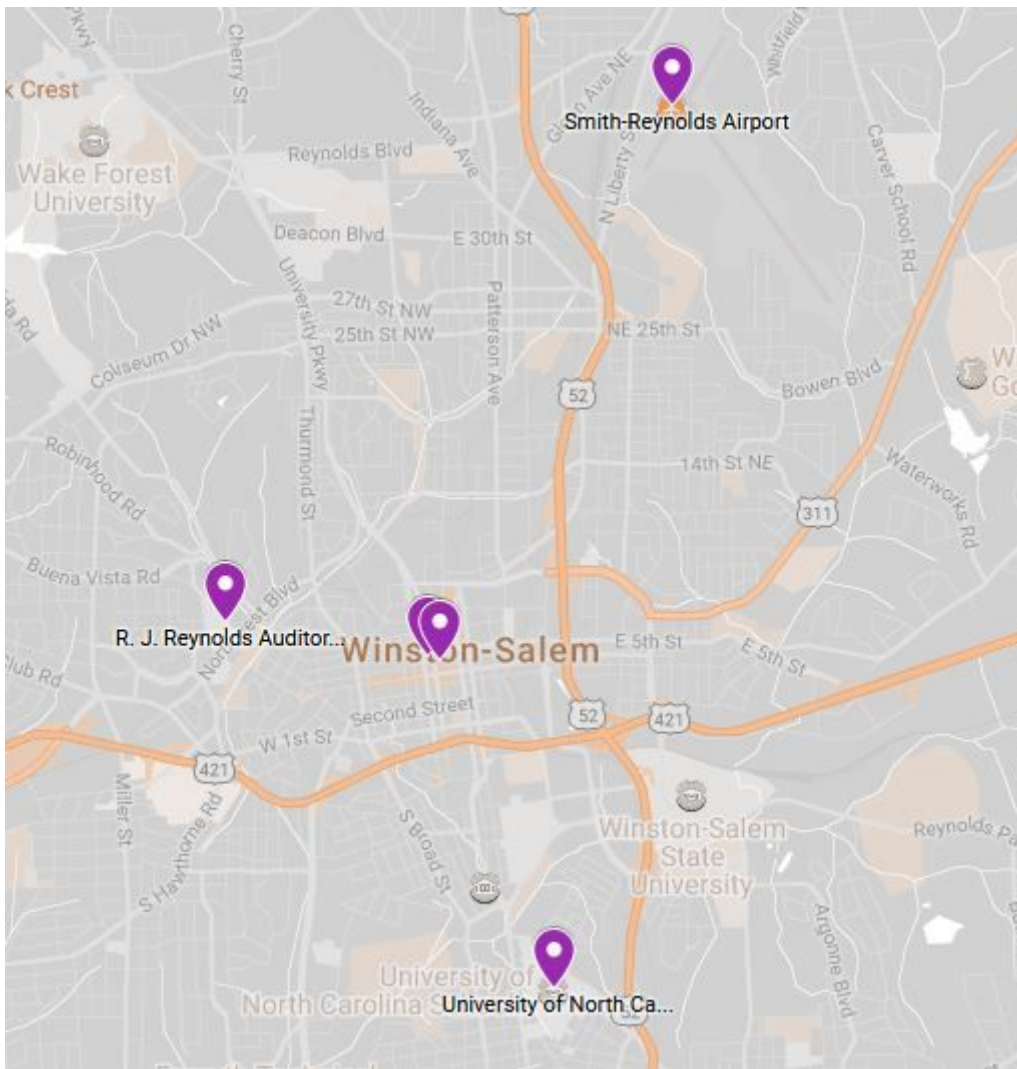 Pkwy
Cherry St
Indiana Ave
Glenn Ave NE
Whitfield
k Crest
Smith-Reynolds Airport
Reynolds Blvd
Carver School Rd
Wake Forest
University
N Liberty S
Deacon Blvd
E 30th St
University Pkwy
Patterson Ave
27th St NW
NE 25th St
25th St NW
Coliseum Dr NW
da Rd
W
Go
Bowen Blvd
52
Thurmond St
Robinhood Rd
14th St NE
Waterworks Rd
311
Buena Vista Rd
R. J. Reynolds Auditor...
Winston-Salem
E 5th St
E 5th St
Club Rd
Second Street
52
421
W 1st St
421
Miller St
S Hawthorne Rd
S Broad St
Winston-Salem
State
University
Reynolds Pa
Argonne Blvd
University of
North Carolina S
University of North Ca...
52